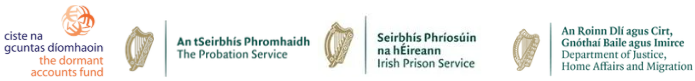 ciste na
gcuntas díomhaoin
the dormant
accounts fund
An tSeirbhís Phromhaidh
The Probation Service
Seirbhís Phríosúin
na hÉireann
Irish Prison Service
An Roinn Dlí agus Cirt,
Gnóthaí Baile agus Imirce
Department of Justice,
Home Affairs and Migration